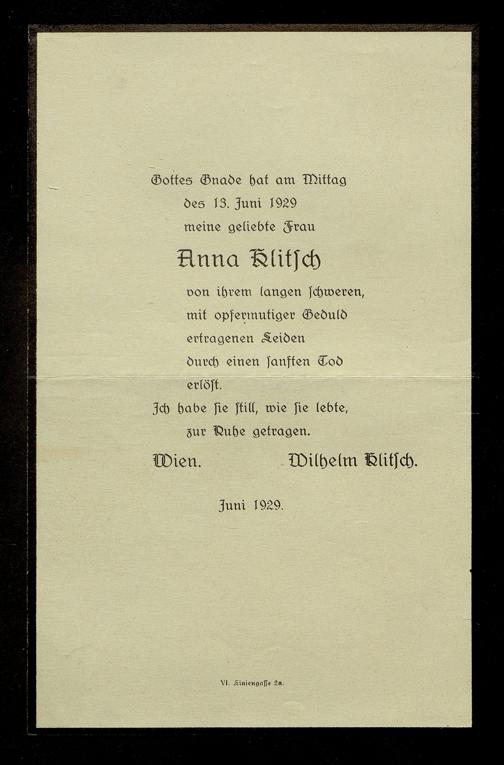 Gottes Gnade hat am Mittag
des 13. Juni 1929
meine geliebte Frau
Anna Klitsch
von ihrem langen schweren,
mit opfermutiger Geduld
ertragenen Leiden
durch einen sanften Tod
erlöst.
Ich habe sie still, wie sie lebte,
zur Ruhe getragen.
Wien. Wilhelm Klitsch.
Juni 1929.
VI. Liniengasse 2a.